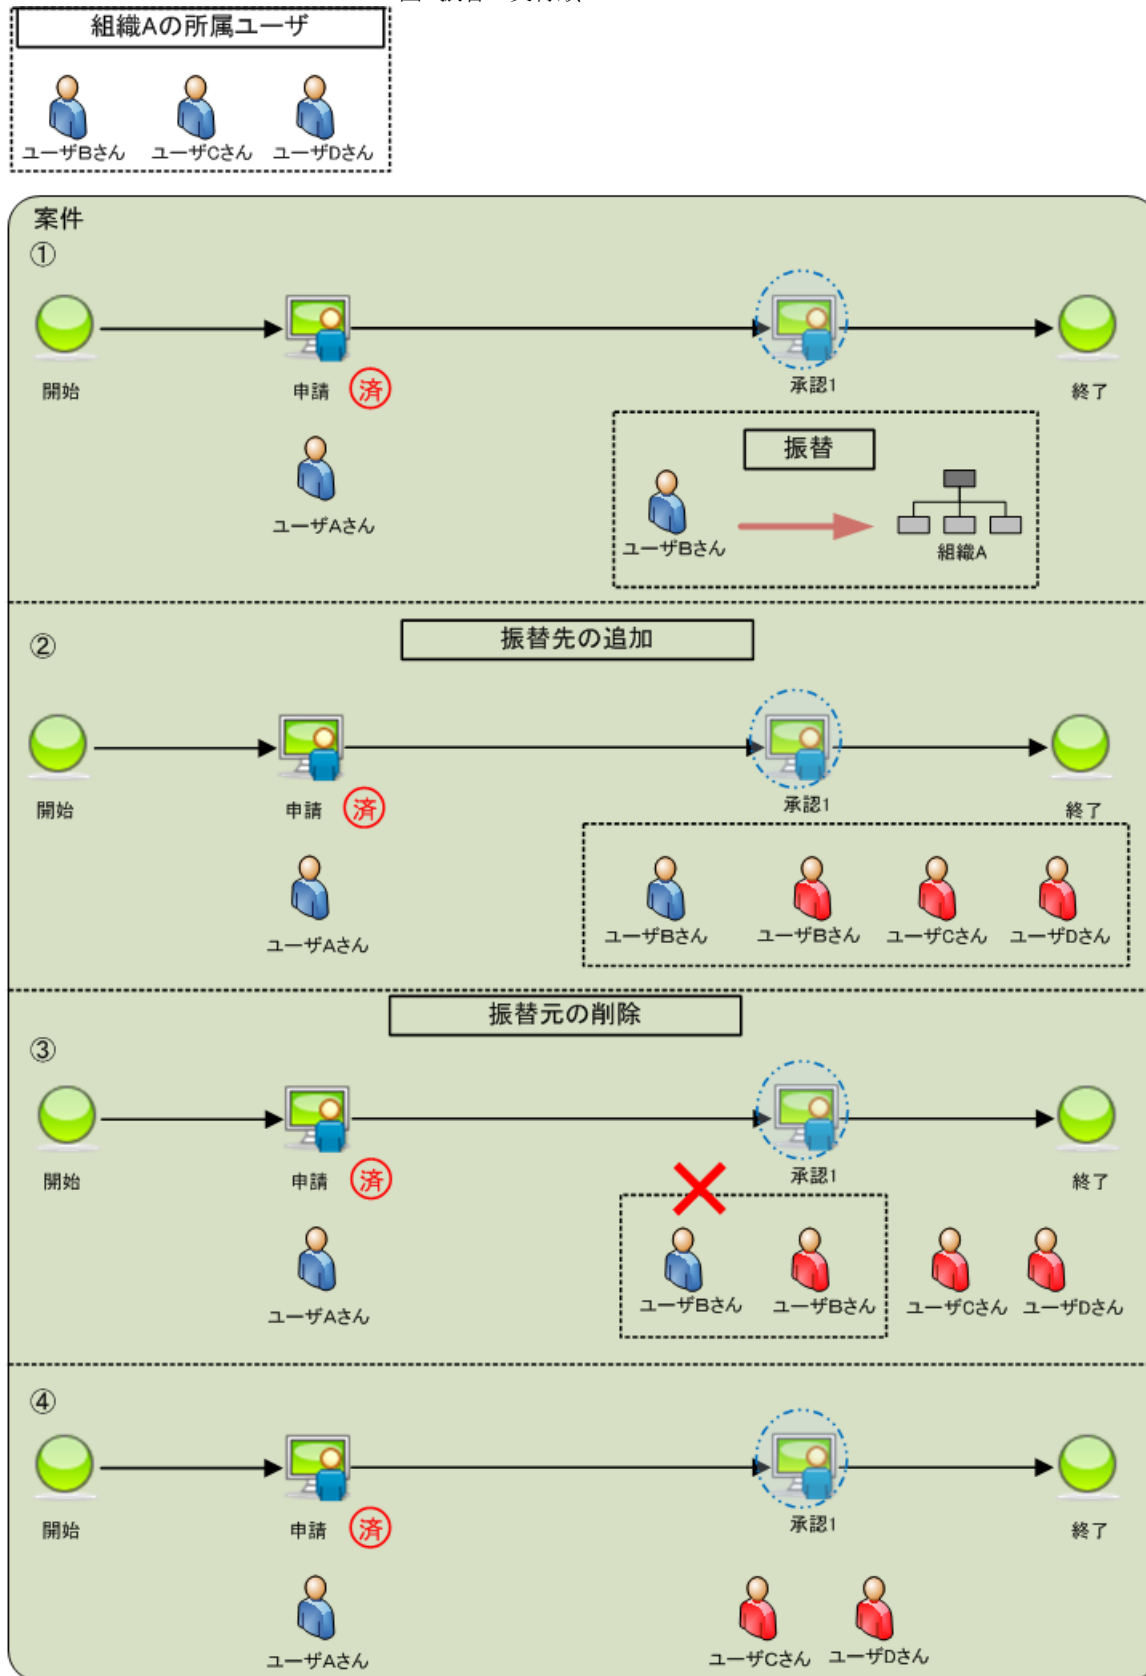 組織Aの所属ユーザ
ユーザBさん ユーザCさん ユーザDさん
案件
①
開始 申請 済 承認1 終了
振替
ユーザAさん ユーザBさん 組織A
②
振替先の追加
開始 申請 済 承認1 終了
ユーザAさん ユーザBさん ユーザBさん ユーザCさん ユーザDさん
振替元の削除
③
開始 申請 済 承認1 終了
ユーザAさん ユーザBさん ユーザBさん ユーザCさん ユーザDさん
④
開始 申請 済 承認1 終了
ユーザAさん ユーザCさん ユーザDさん